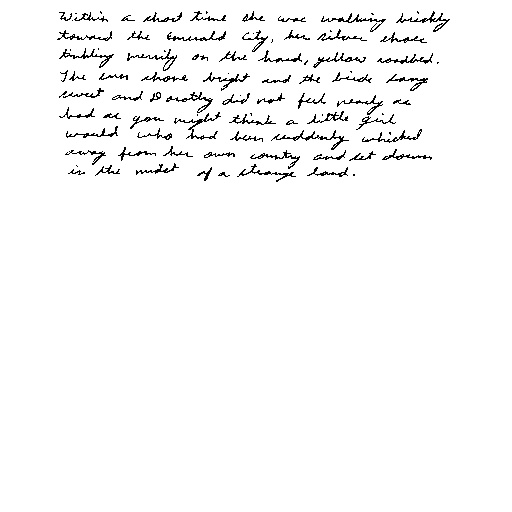 Within a short time she was walking briskly
toward the Emerald City, her Silver Shoes
tinkling merrily on the hard, yellow roadbed.
The sun shone bright and the birds sang
sweet and Dorothy did not feel nearly as
bad as you might think a little girl
would who had been suddenly whisked
away from her own country and set down
in the midst of a strange land.